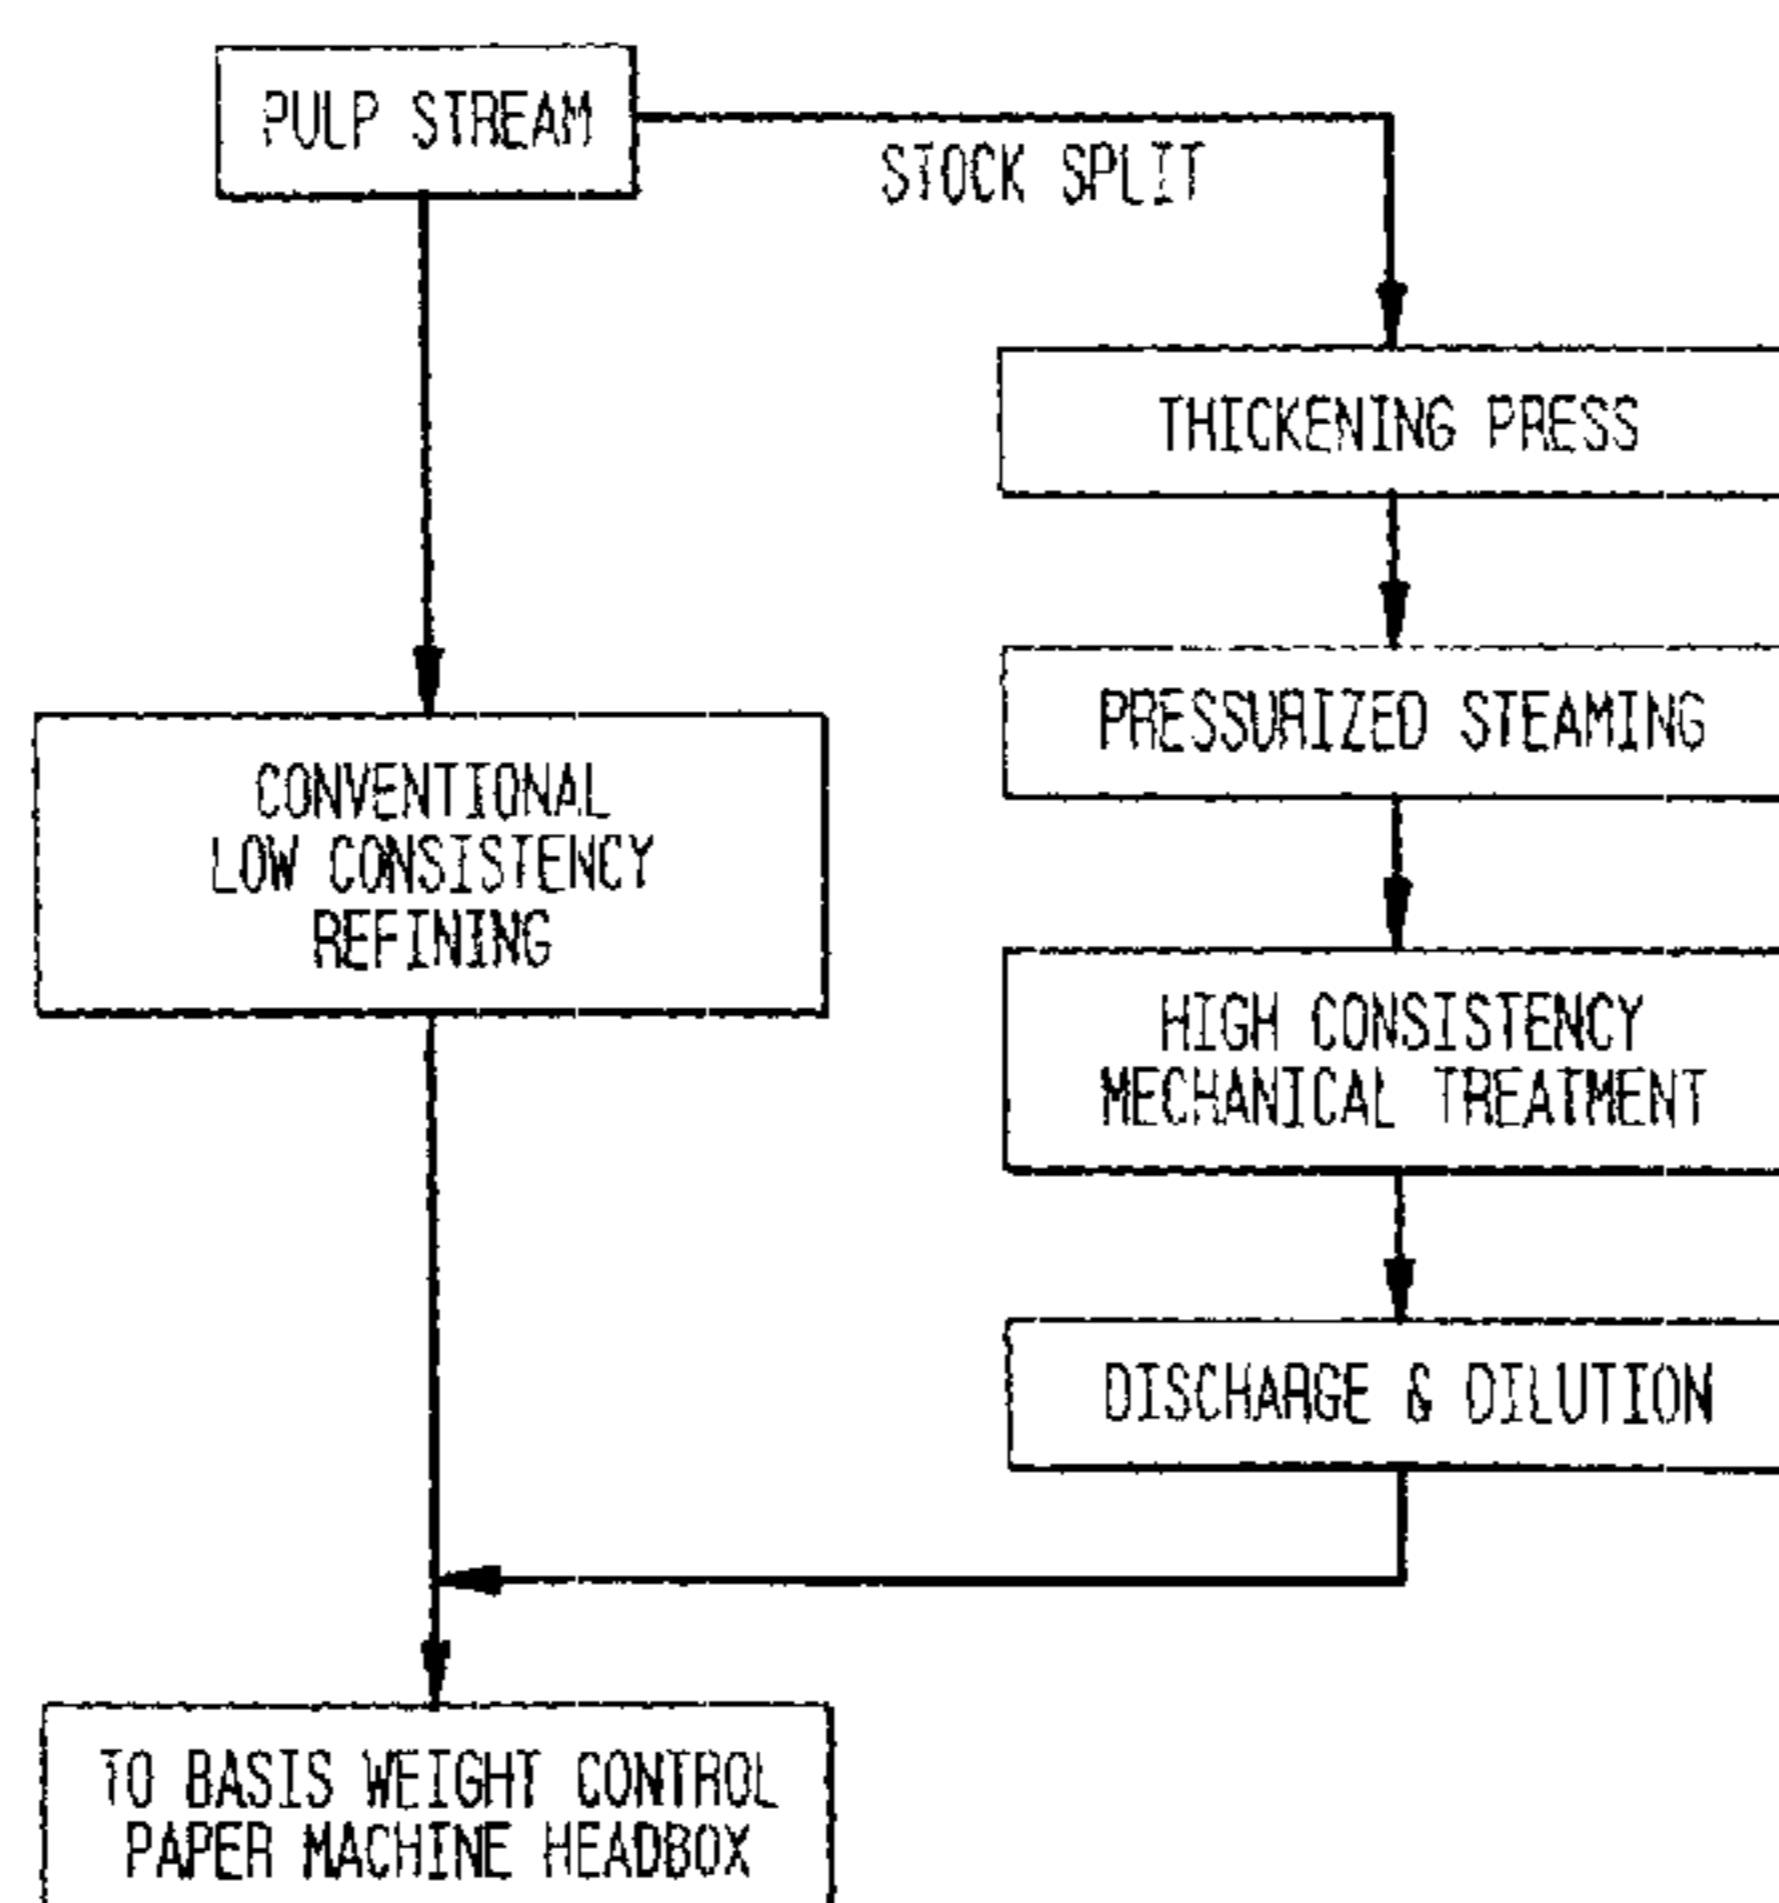 PULP STREAM
STOCK SPLIT
THICKENING PRESS
PRESSURIZED STEAMING
CONVENTIONAL
LOW CONSISTENCY
REFINING
HIGH CONSISTENCY
MECHANICAL TREATMENT
DISCHARGE & DILUTION
TO BASIS WEIGHT CONTROL
PAPER MACHINE HEADBOX